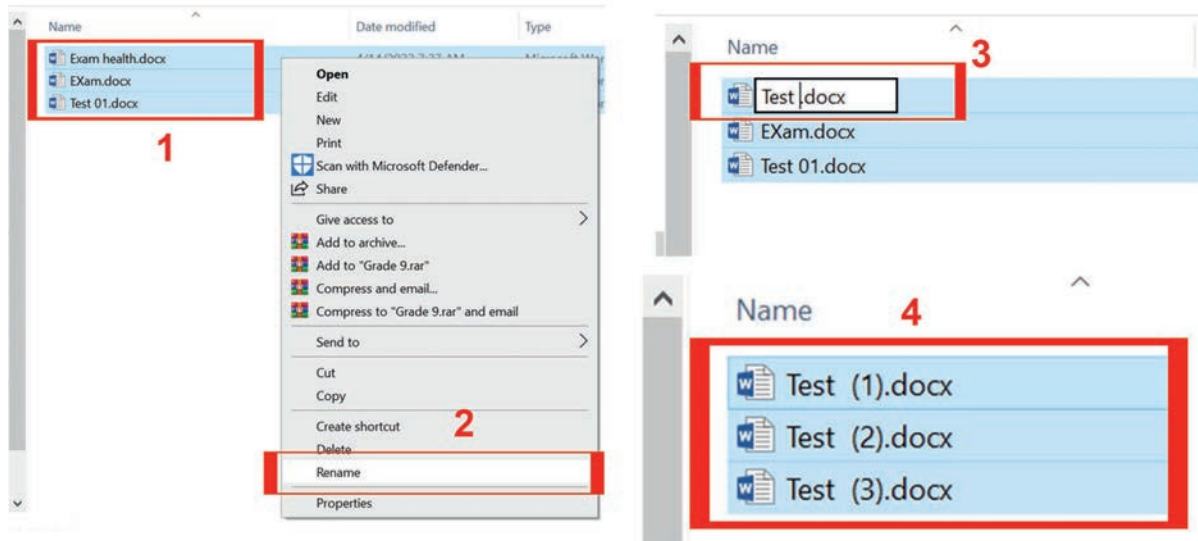 Name Date modified Type
Exam health.docx
EXam.docx
Test 01.docx
1
Open
Edit
New
Print
Scan with Microsoft Defender...
Share
Give access to
Add to archive...
Add to "Grade 9.rar"
Compress and email...
Compress to "Grade 9.rar" and email
Send to
Cut
Copy
Create shortcut
2
Delete
Rename
Properties
Name
3
Test .docx
EXam.docx
Test 01.docx
Name
4
Test (1).docx
Test (2).docx
Test (3).docx